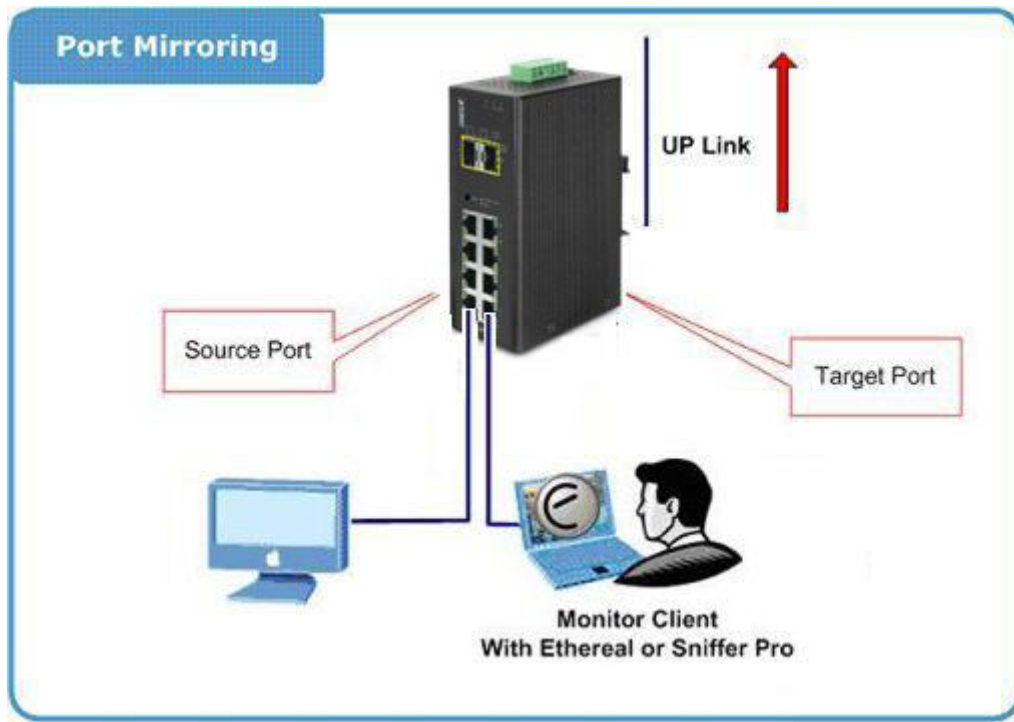 Port Mirroring
UP Link
Source Port
Target Port
Monitor Client
With Ethereal or Sniffer Pro